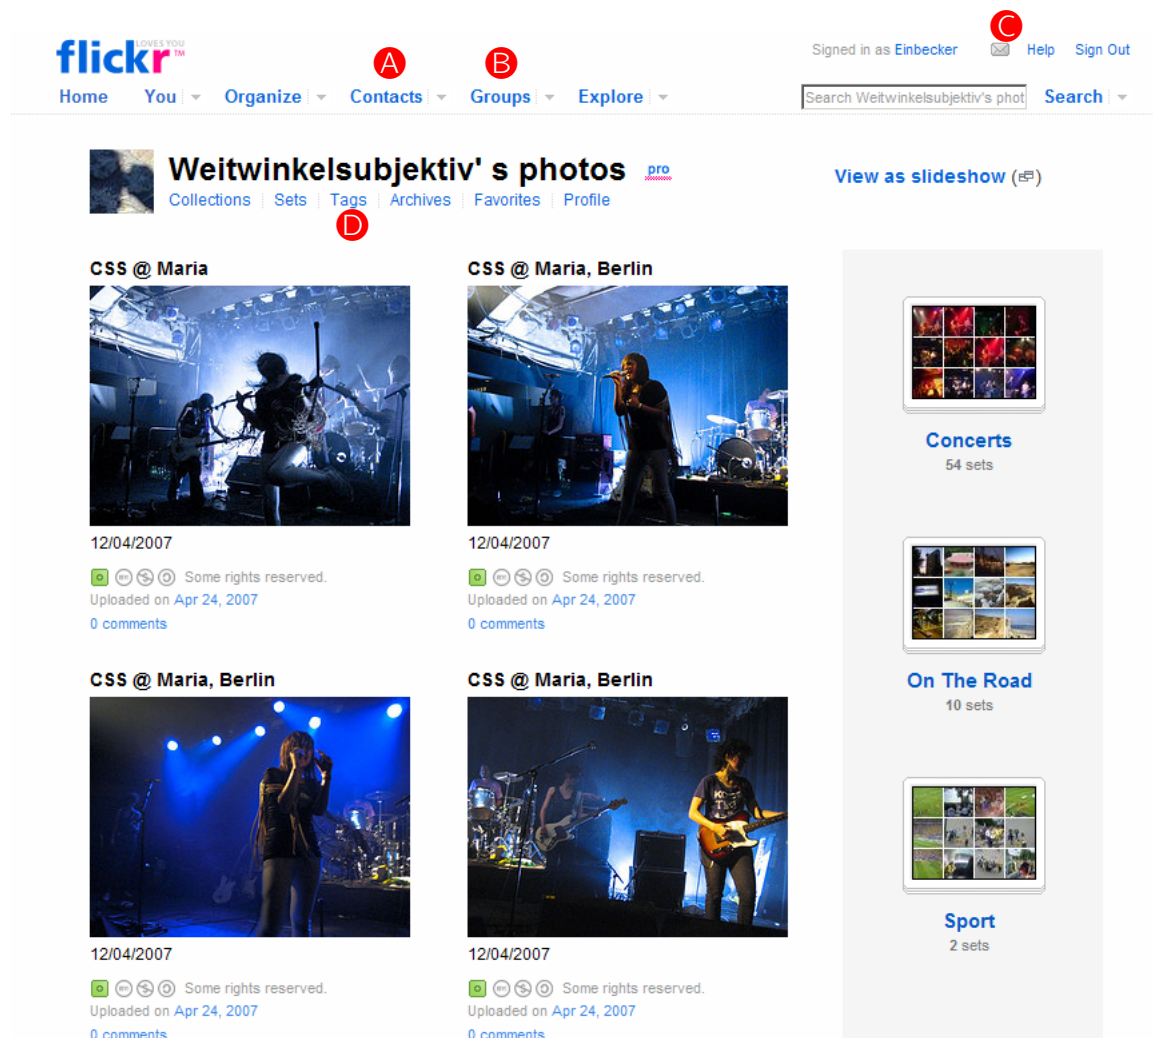 LOVES YOU
flickr™
A
B
C
Signed in as Einbecker Help Sign Out
Home You Organize Contacts Groups Explore
Search Weitwinkelsubjektiv's phot Search
Weitwinkelsubjektiv' s photos pro
View as slideshow
Collections Sets Tags Archives Favorites Profile
D
CSS @ Maria
12/04/2007
Some rights reserved.
Uploaded on Apr 24, 2007
0 comments
CSS @ Maria, Berlin
12/04/2007
Some rights reserved.
Uploaded on Apr 24, 2007
0 comments
CSS @ Maria, Berlin
12/04/2007
Some rights reserved.
Uploaded on Apr 24, 2007
0 comments
CSS @ Maria, Berlin
12/04/2007
Some rights reserved.
Uploaded on Apr 24, 2007
0 comments
Concerts
54 sets
On The Road
10 sets
Sport
2 sets